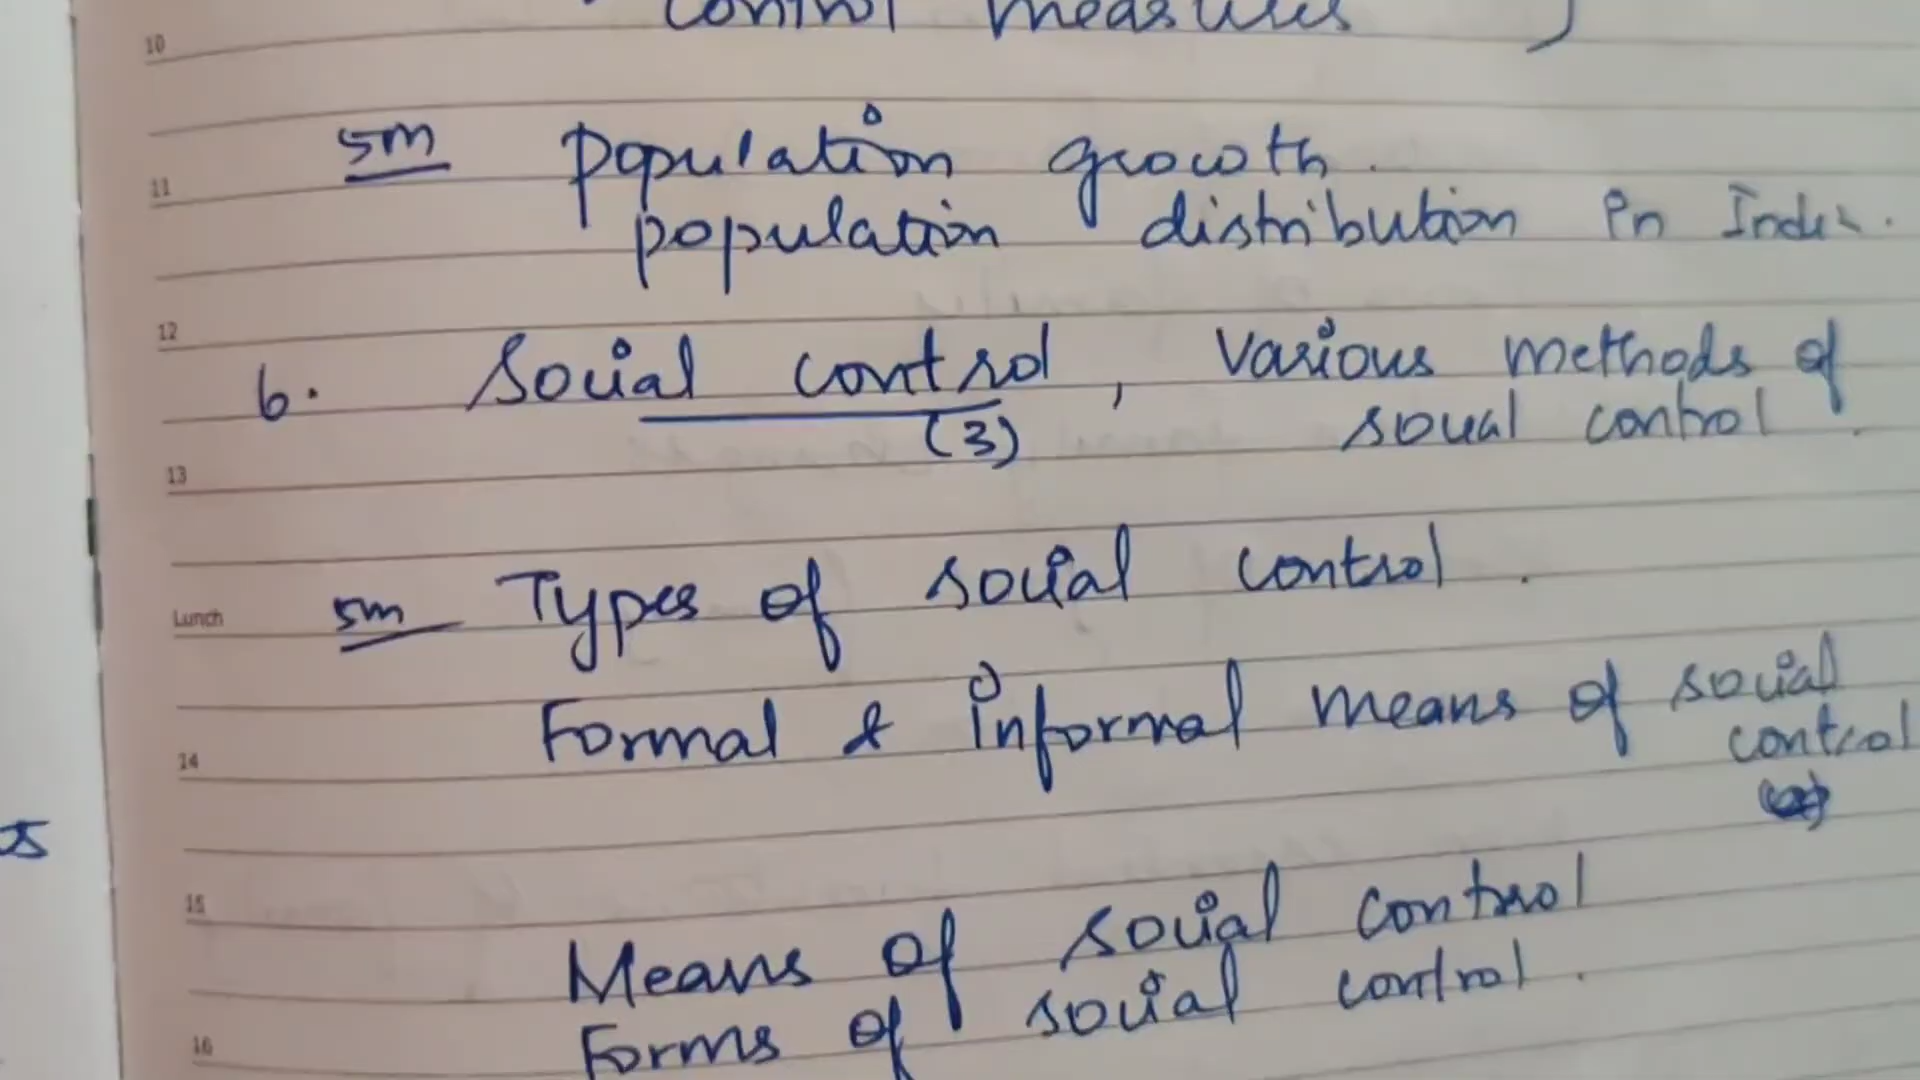 control measures )
10
5m population growth.
11
population distribution in India.
12
6. Social control, various methods of
(3) social control.
13
Lunch 5m Types of social control.
Formal & informal means of social
control
14
15
Means of social control
16 Forms of social control.